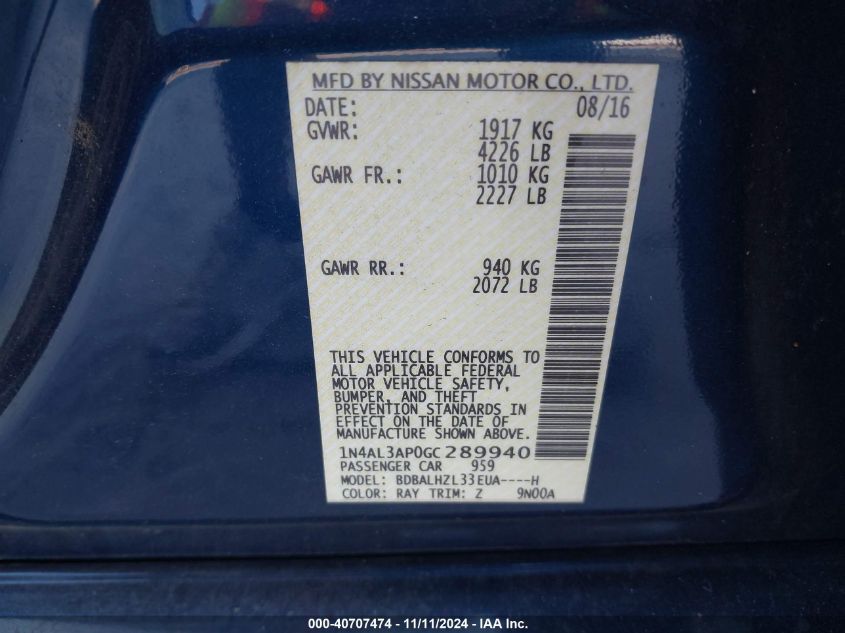 MFD BY NISSAN MOTOR CO., LTD.
DATE: 08/16
GVWR: 1917 KG
4226 LB
GAWR FR.: 1010 KG
2227 LB
GAWR RR.: 940 KG
2072 LB
THIS VEHICLE CONFORMS TO
ALL APPLICABLE FEDERAL
MOTOR VEHICLE SAFETY,
BUMPER, AND THEFT
PREVENTION STANDARDS IN
EFFECT ON THE DATE OF
MANUFACTURE SHOWN ABOVE.
1N4AL3AP0GC289940
PASSENGER CAR 959
MODEL: BDBALHZL33EUA----H
COLOR: RAY TRIM: Z 9N00A
000-40707474 - 11/11/2024 - IAA Inc.